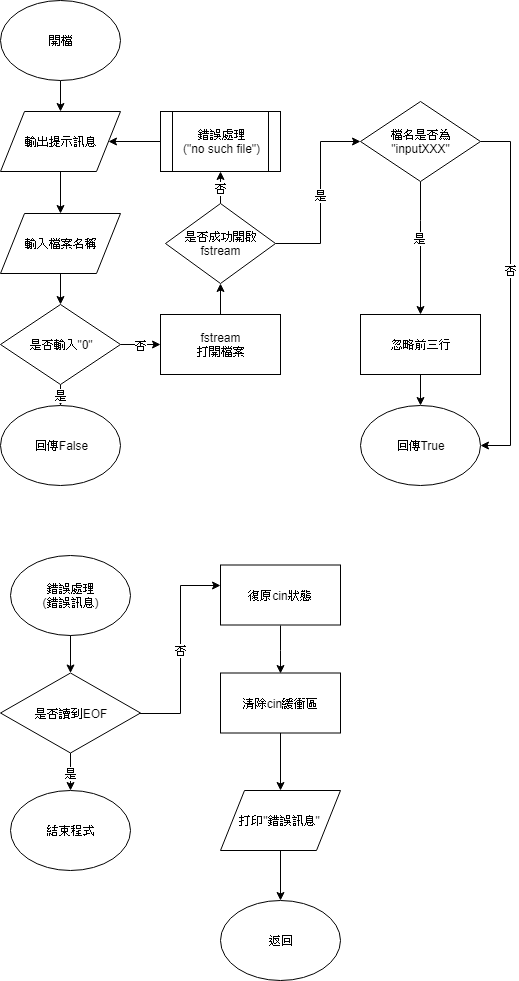 開檔
輸出提示訊息
錯誤處理
("no such file")
檔名是否為
"inputXXX"
否
是
輸入檔案名稱
是否成功開啟
fstream
是
否
是否輸入"0"
否
fstream
打開檔案
忽略前三行
是
回傳False
回傳True
錯誤處理
(錯誤訊息)
復原cin狀態
否
是否讀到EOF
清除cin緩衝區
是
結束程式
打印"錯誤訊息"
返回